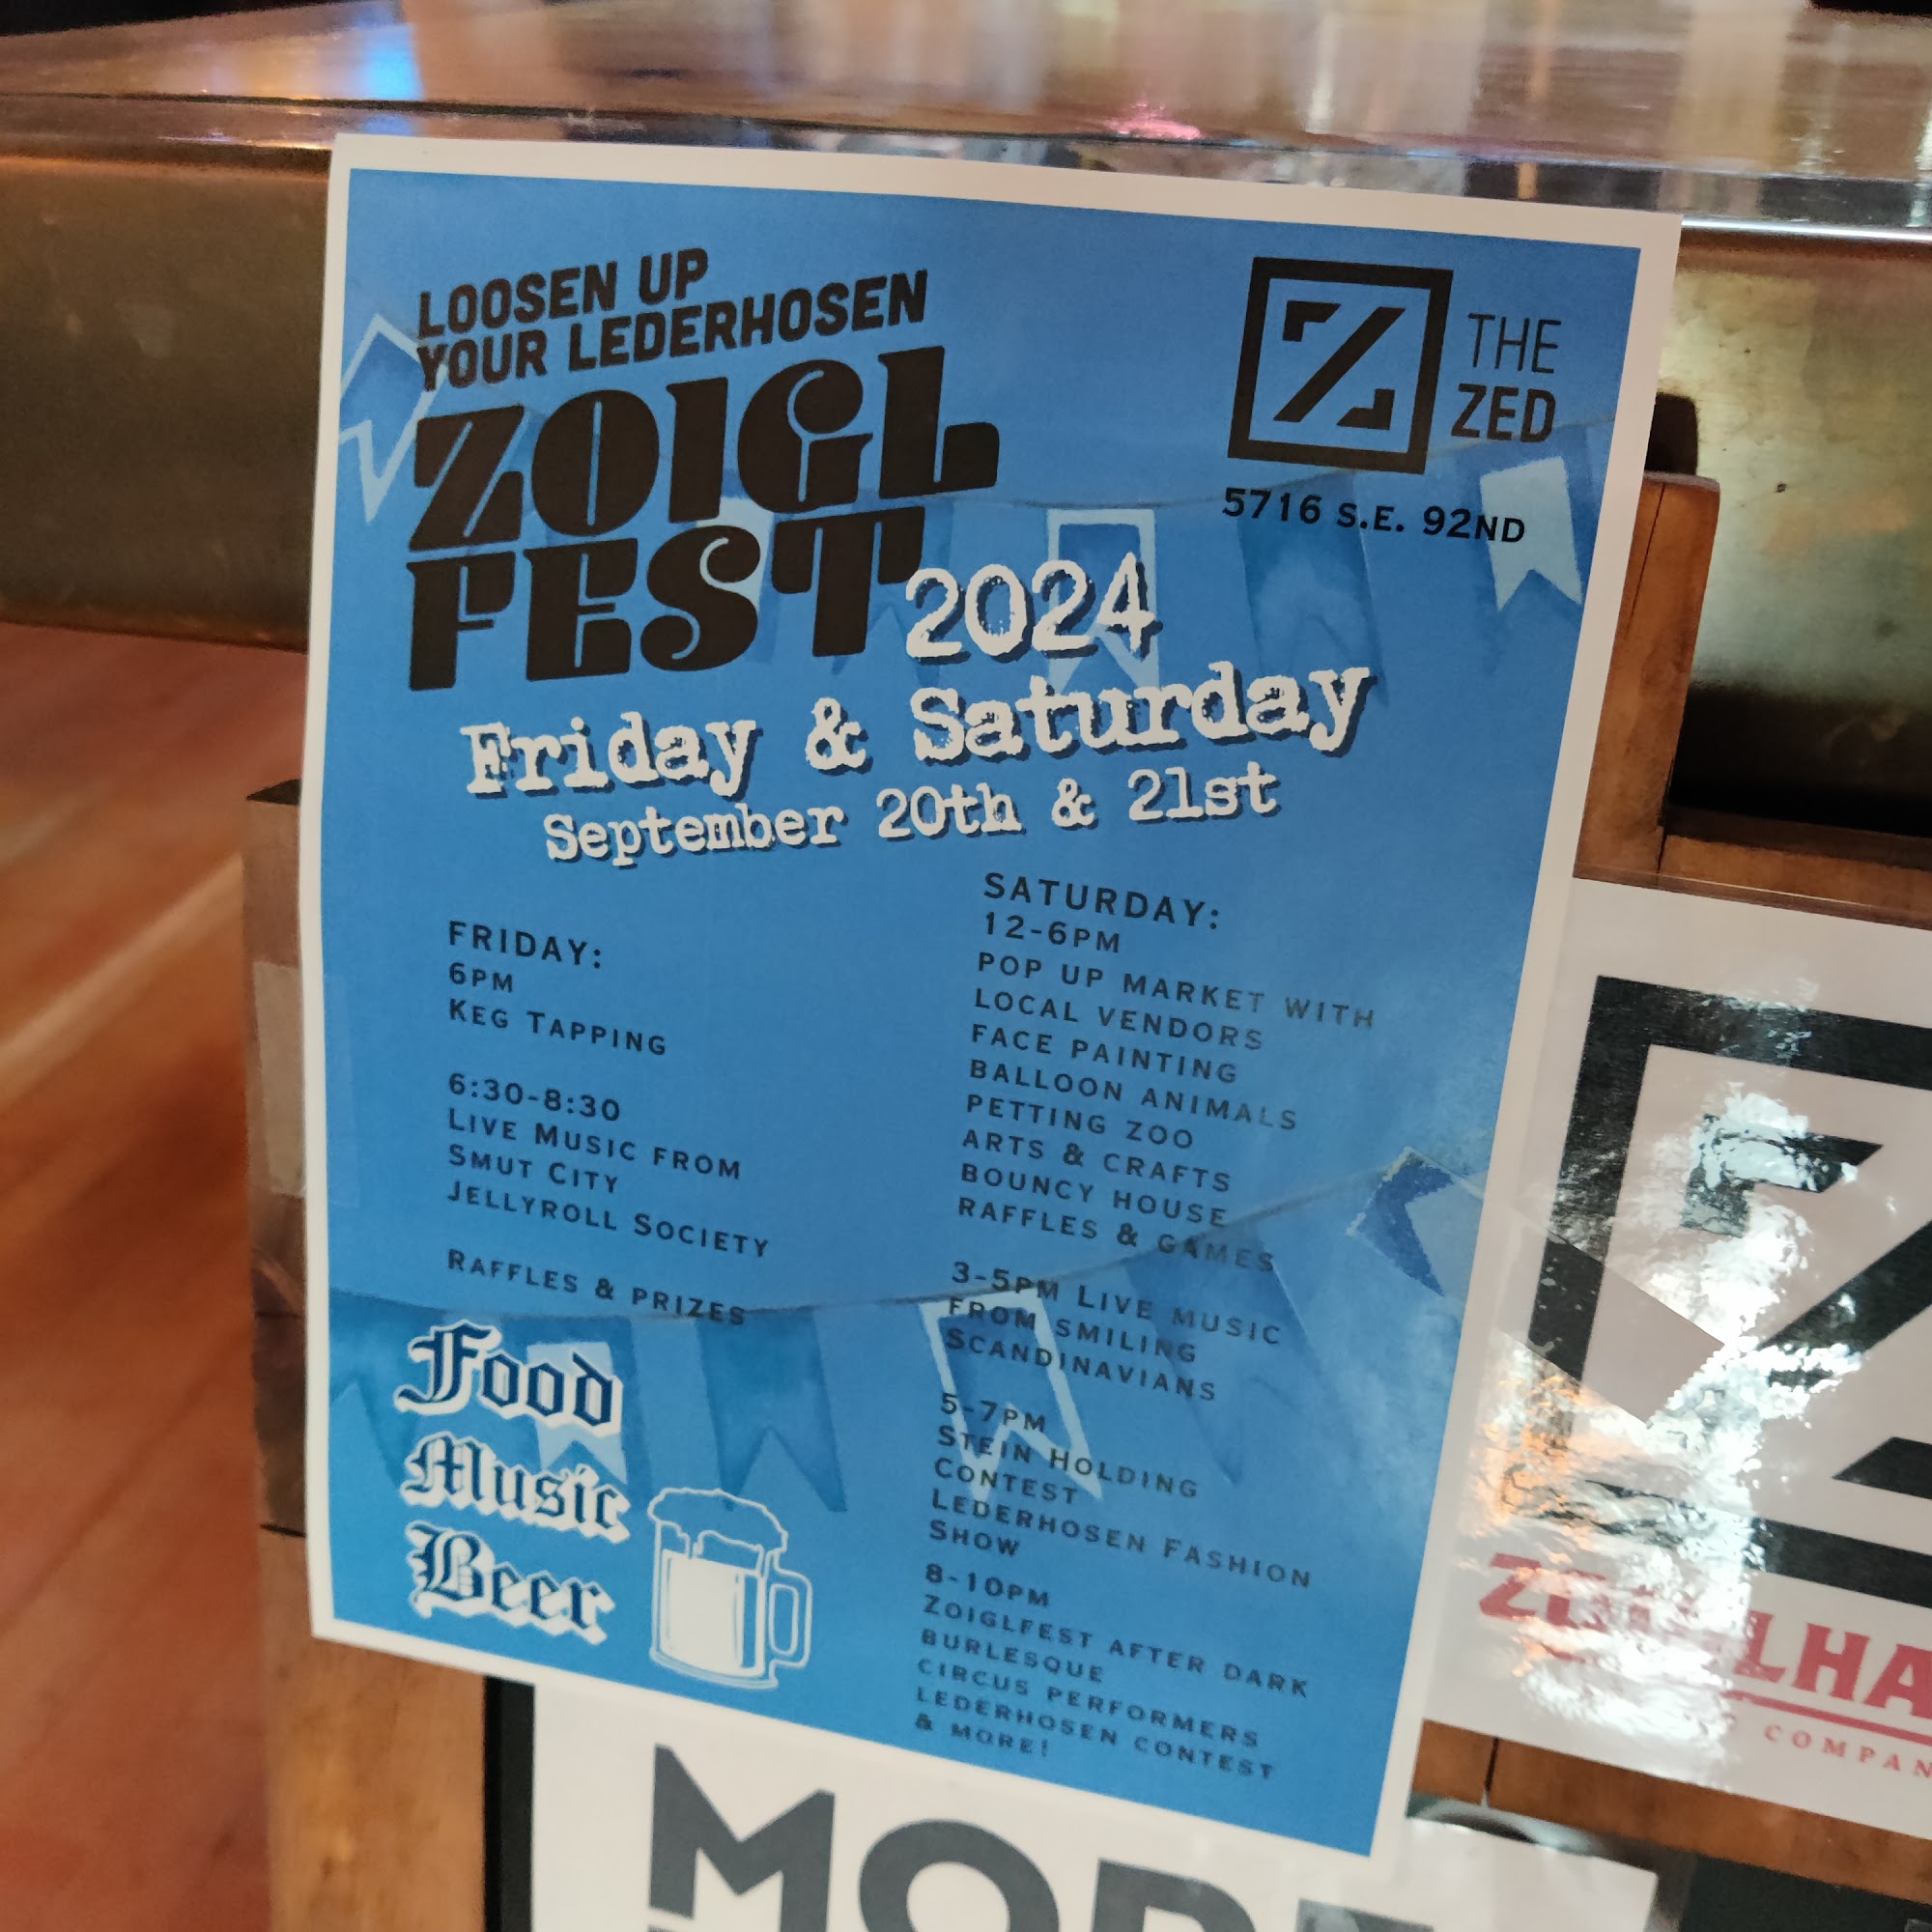 LOOSEN UP
YOUR LEDERHOSEN
ZOIGL
FEST
2024
THE
ZED
5716 S.E. 92ND
Friday & Saturday
September 20th & 21st
FRIDAY:
6PM
KEG TAPPING
6:30-8:30
LIVE MUSIC FROM
SMUT CITY
JELLYROLL SOCIETY
RAFFLES & PRIZES
Food
Music
Beer
SATURDAY:
12-6PM
POP UP MARKET WITH
LOCAL VENDORS
FACE PAINTING
BALLOON ANIMALS
PETTING ZOO
ARTS & CRAFTS
BOUNCY HOUSE
RAFFLES & GAMES
3-5PM LIVE MUSIC
FROM SMILING
SCANDINAVIANS
5-7PM
STEIN HOLDING
CONTEST
LEDERHOSEN FASHION
SHOW
8-10PM
ZOIGLFEST AFTER DARK
BURLESQUE
CIRCUS PERFORMERS
LEDERHOSEN CONTEST
& MORE!